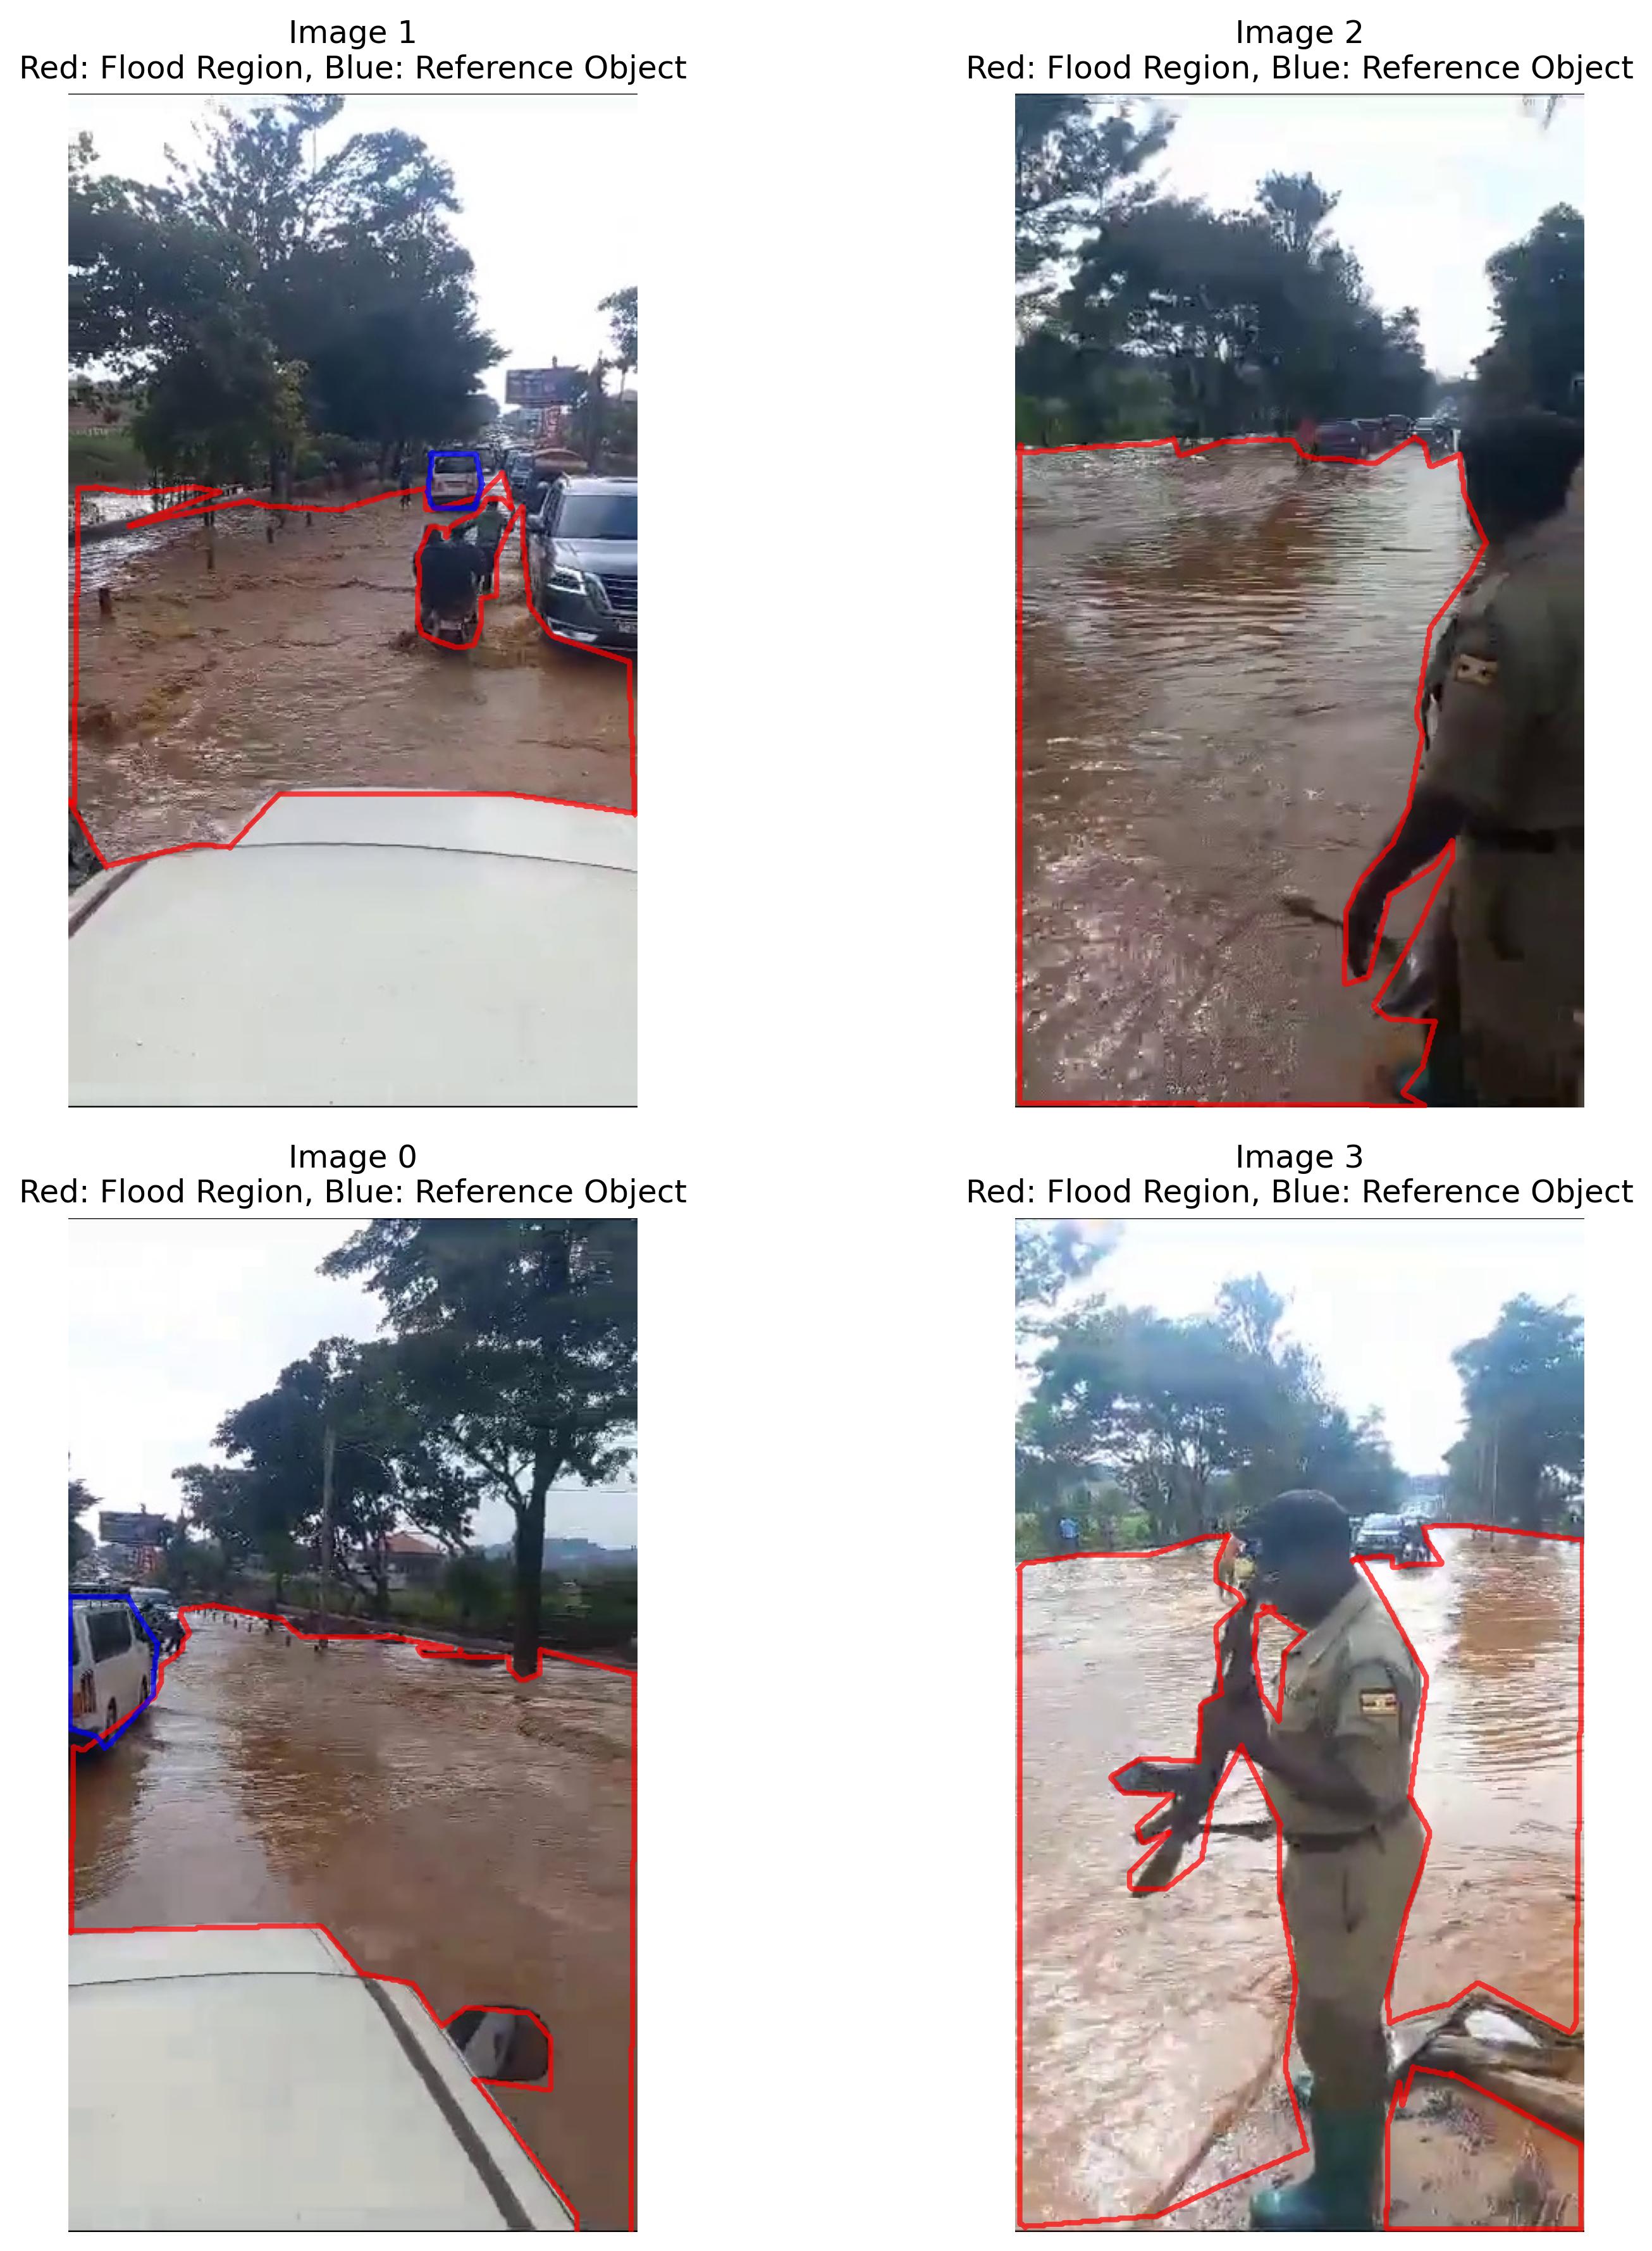 Image 1
Red: Flood Region, Blue: Reference Object
Image 2
Red: Flood Region, Blue: Reference Object
Image 0
Red: Flood Region, Blue: Reference Object
Image 3
Red: Flood Region, Blue: Reference Object